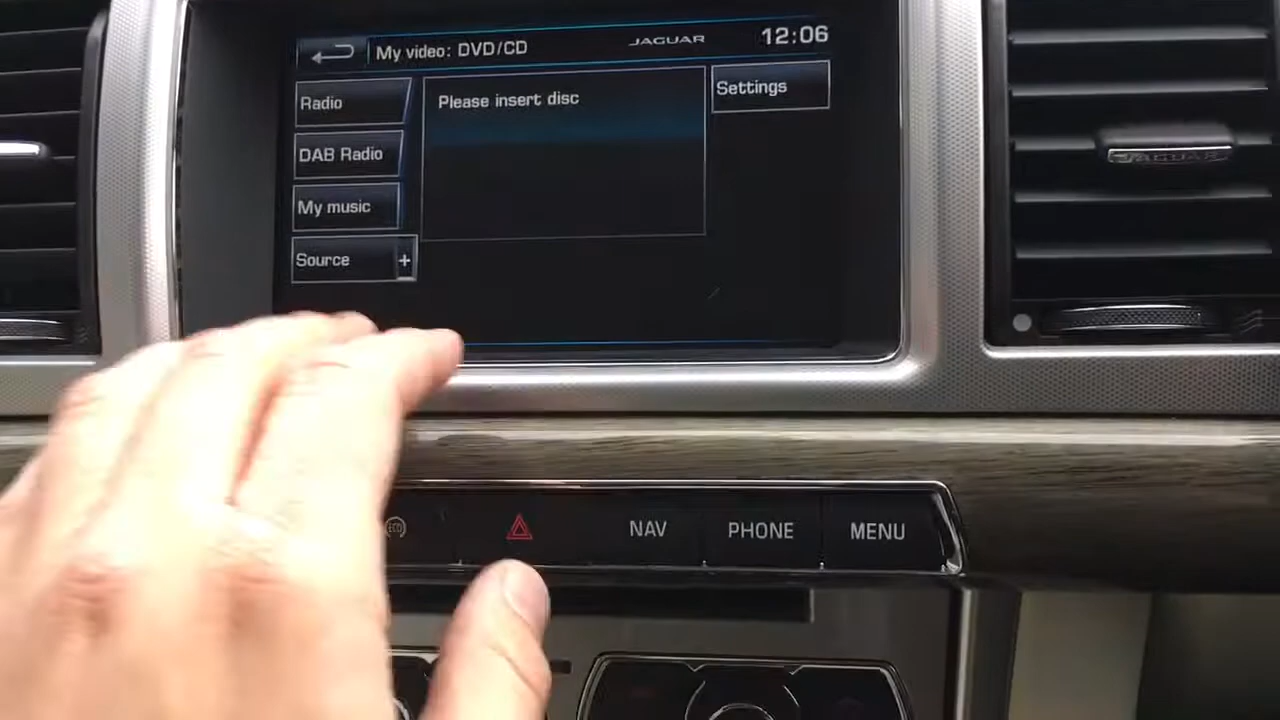 My video: DVD/CD
JAGUAR
12:06
Radio
Please insert disc
Settings
DAB Radio
My music
Source +
JAGUAR
ECO
NAV
PHONE
MENU